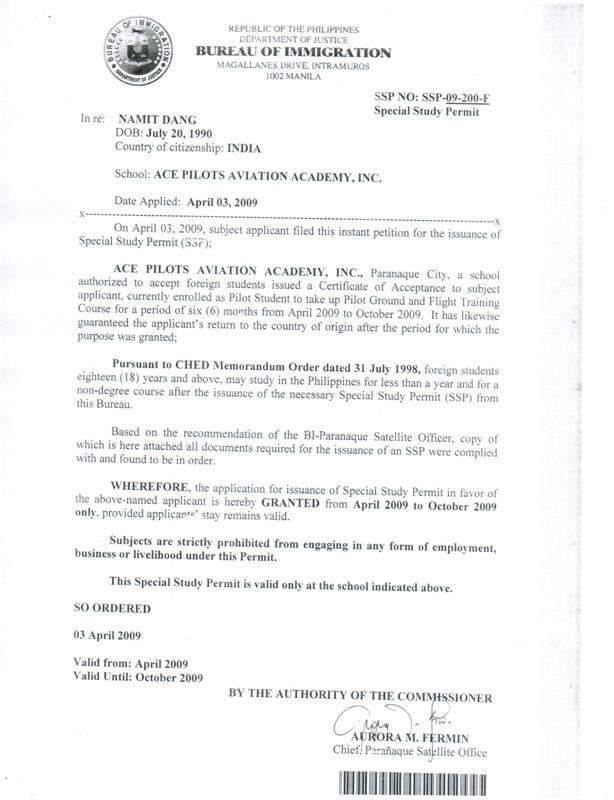 BUREAU OF IMMIGRATION
DEPARTMENT OF JUSTICE
REPUBLIC OF THE PHILIPPINES
DEPARTMENT OF JUSTICE
BUREAU OF IMMIGRATION
MAGALLANES DRIVE, INTRAMUROS
1002 MANILA
SSP NO: SSP-09-200-F
Special Study Permit
In re: NAMIT DANG
DOB: July 20, 1990
Country of citizenship: INDIA
School: ACE PILOTS AVIATION ACADEMY, INC.
Date Applied: April 03, 2009
x-----------------------------------------------------------------------------------x
On April 03, 2009, subject applicant filed this instant petition for the issuance of
Special Study Permit (SSP);
ACE PILOTS AVIATION ACADEMY, INC., Paranaque City, a school
authorized to accept foreign students issued a Certificate of Acceptance to subject
applicant, currently enrolled as Pilot Student to take up Pilot Ground and Flight Training
Course for a period of six (6) months from April 2009 to October 2009. It has likewise
guaranteed the applicant's return to the country of origin after the period for which the
purpose was granted;
Pursuant to CHED Memorandum Order dated 31 July 1998, foreign students
eighteen (18) years and above, may study in the Philippines for less than a year and for a
non-degree course after the issuance of the necessary Special Study Permit (SSP) from
this Bureau.
Based on the recommendation of the BI-Paranaque Satellite Officer, copy of
which is here attached all documents required for the issuance of an SSP were complied
with and found to be in order.
WHEREFORE, the application for issuance of Special Study Permit in favor of
the above-named applicant is hereby GRANTED from April 2009 to October 2009
only, provided applicants' stay remains valid.
Subjects are strictly prohibited from engaging in any form of employment,
business or livelihood under this Permit.
This Special Study Permit is valid only at the school indicated above.
SO ORDERED
03 April 2009
Valid from: April 2009
Valid Until: October 2009
BY THE AUTHORITY OF THE COMMISSIONER
AURORA M. FERMIN
Chief, Parañaque Satellite Office